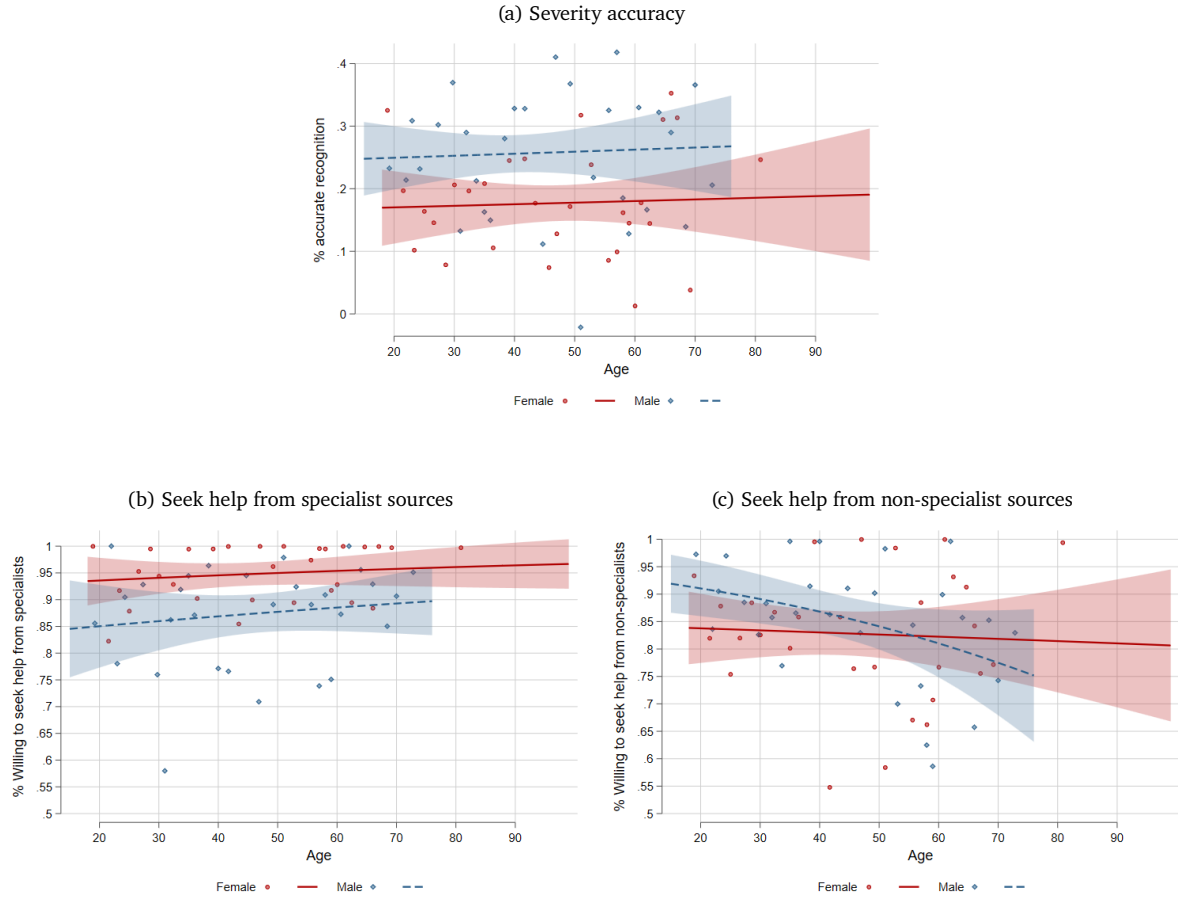 (a) Severity accuracy
% accurate recognition
.4
.3
.2
.1
0
20 30 40 50 60 70 80 90
Age
Female Male
(b) Seek help from specialist sources
% Willing to seek help from specialists
1
.95
.9
.85
.8
.75
.7
.65
.6
.55
.5
20 30 40 50 60 70 80 90
Age
Female Male
(c) Seek help from non-specialist sources
% Willing to seek help from non-specialists
1
.95
.9
.85
.8
.75
.7
.65
.6
.55
.5
20 30 40 50 60 70 80 90
Age
Female Male